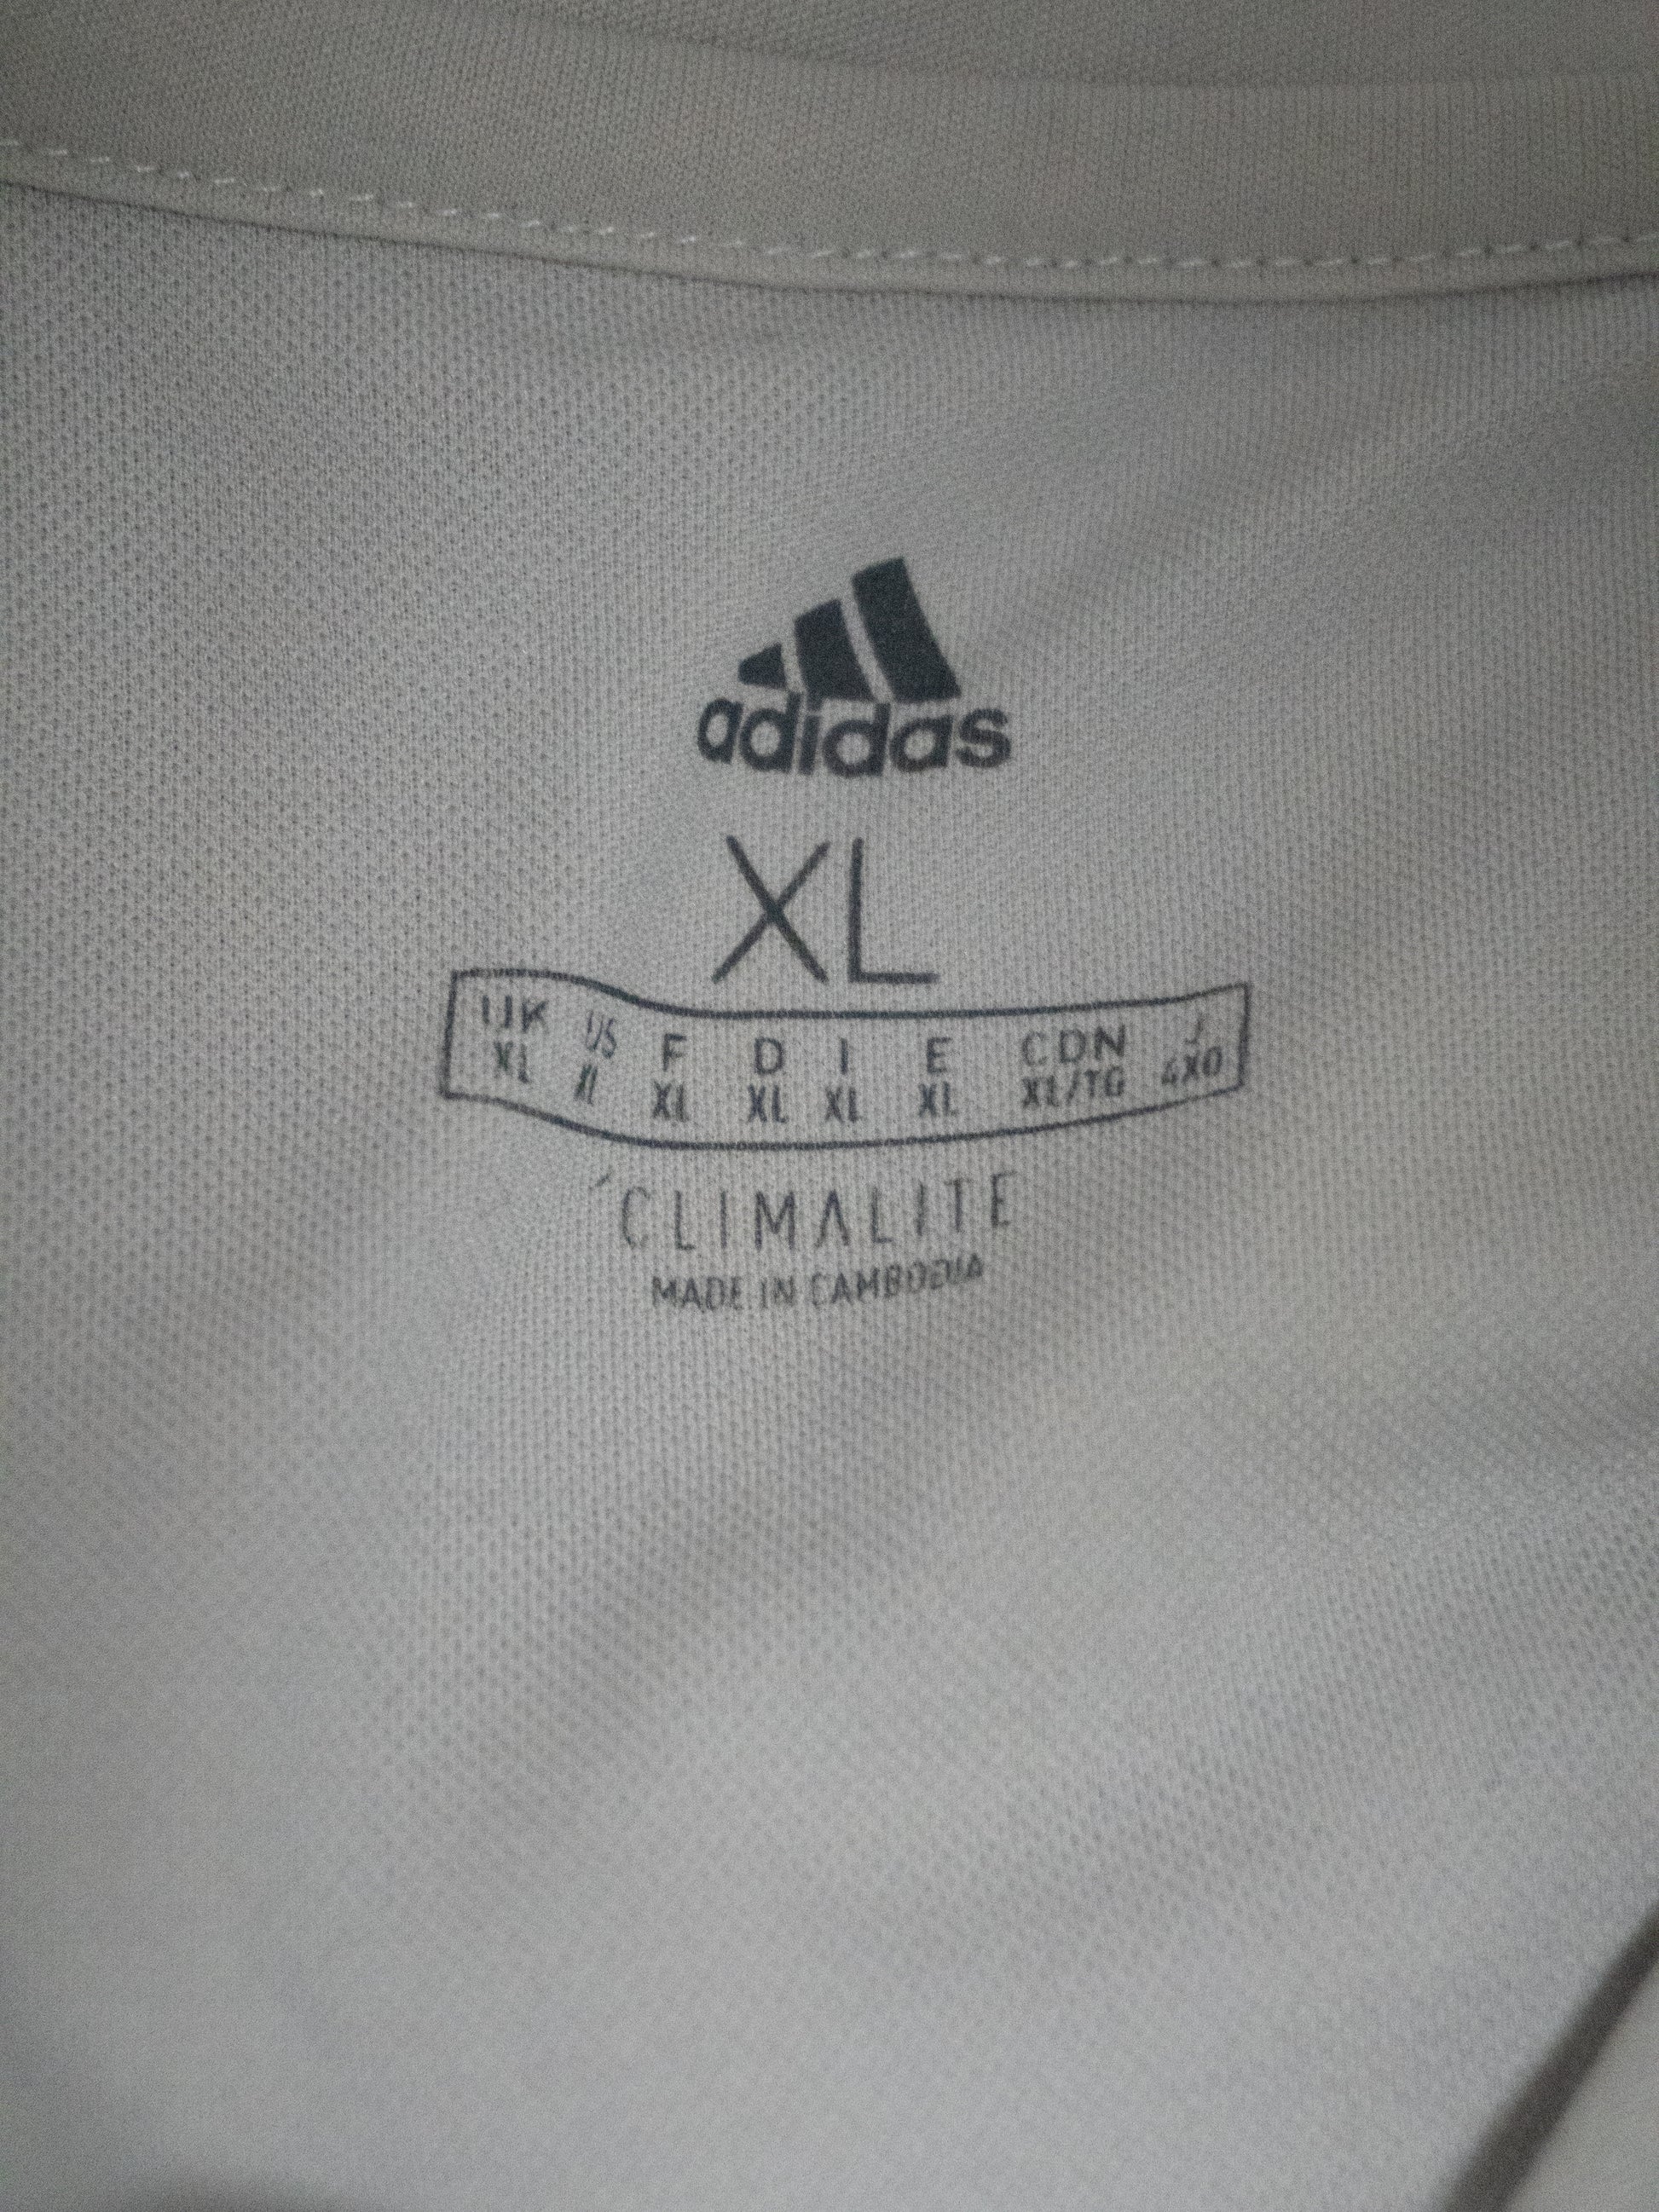 adidas
XL
UK US F D I E CDN J
XL XL XL XL XL XL XL/TG 4XO
CLIMALITE
MADE IN CAMBODIA